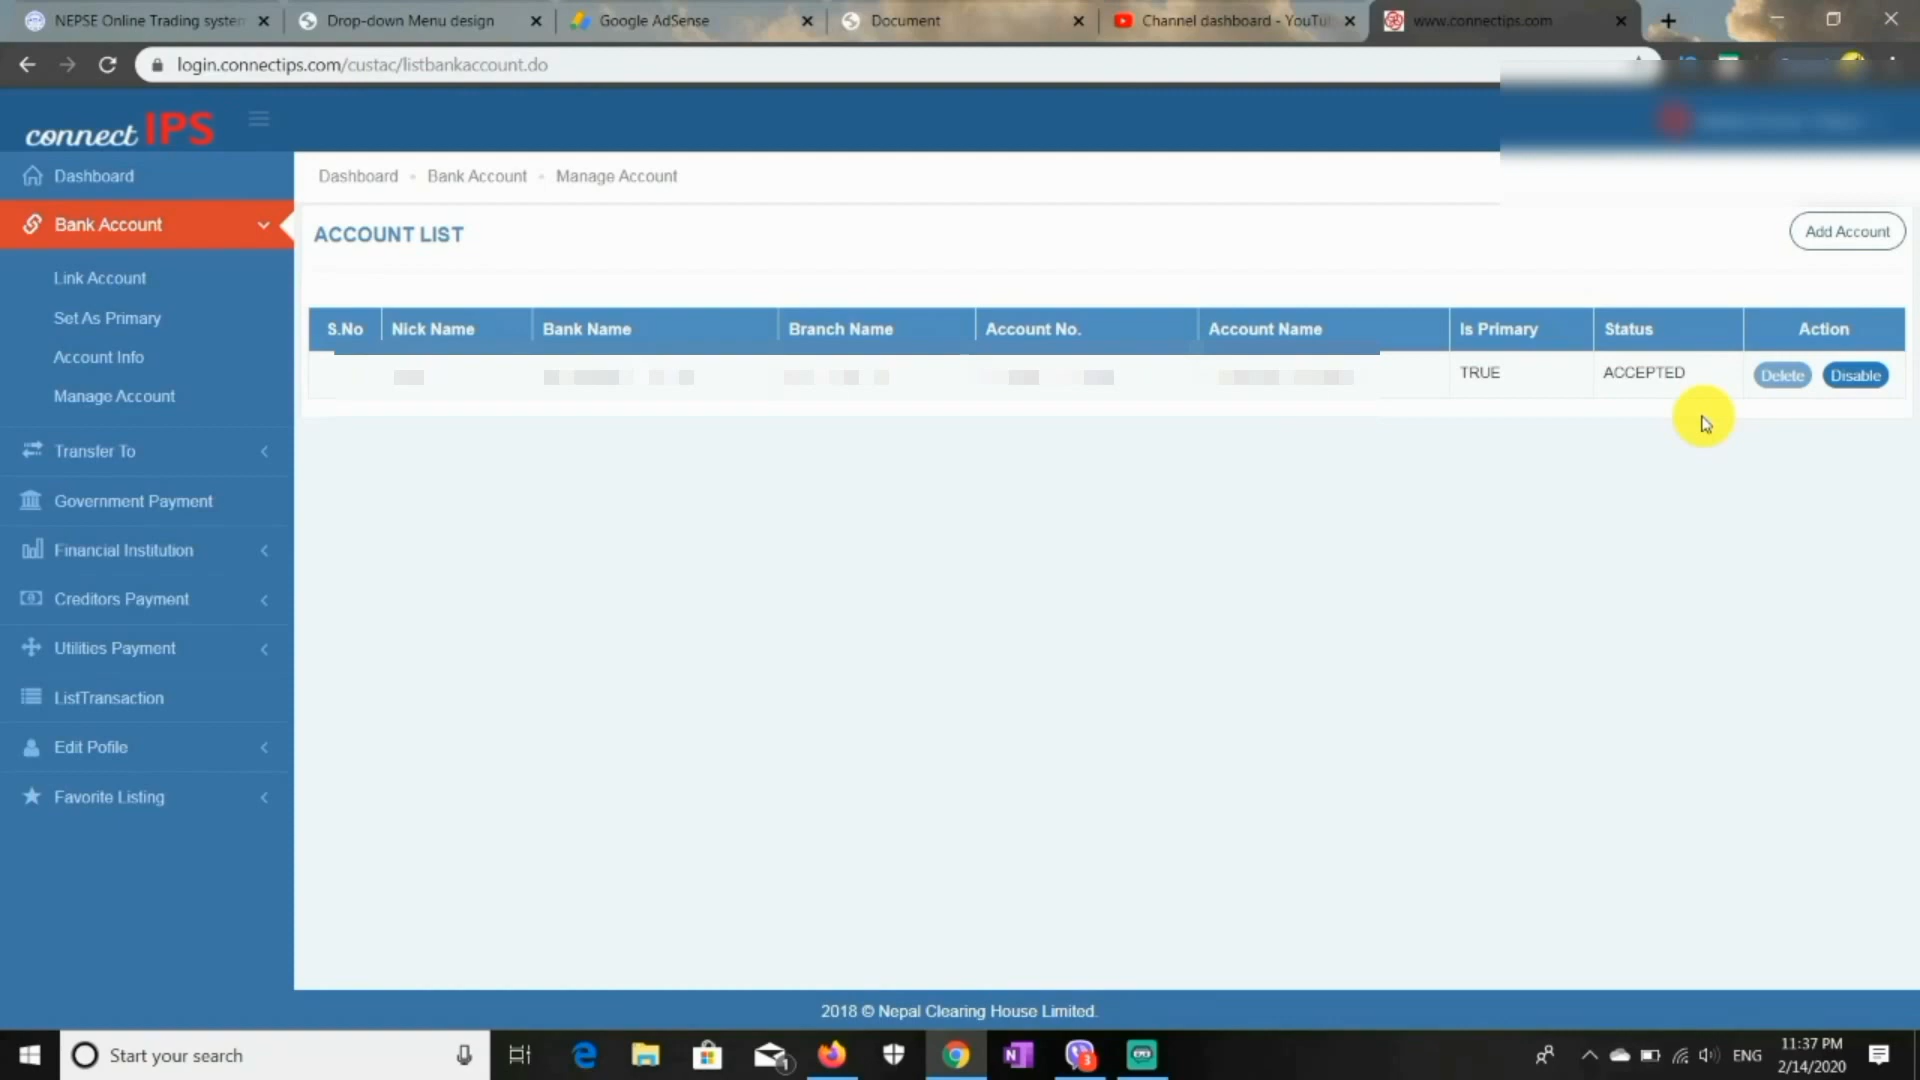 NEPSE Online Trading system
Drop-down Menu design
Google AdSense
Document
Channel dashboard - YouTu
www.connectips.com
login.connectips.com/custac/listbankaccount.do
connect IPS
Dashboard
Bank Account
Link Account
Set As Primary
Account Info
Manage Account
Transfer To
Government Payment
Financial Institution
Creditors Payment
Utilities Payment
ListTransaction
Edit Pofile
Favorite Listing
Dashboard Bank Account Manage Account
ACCOUNT LIST
Add Account
S.No Nick Name Bank Name Branch Name Account No. Account Name Is Primary Status Action
TRUE ACCEPTED Delete Disable
2018 © Nepal Clearing House Limited.
Start your search
1
3
ENG
11:37 PM
2/14/2020